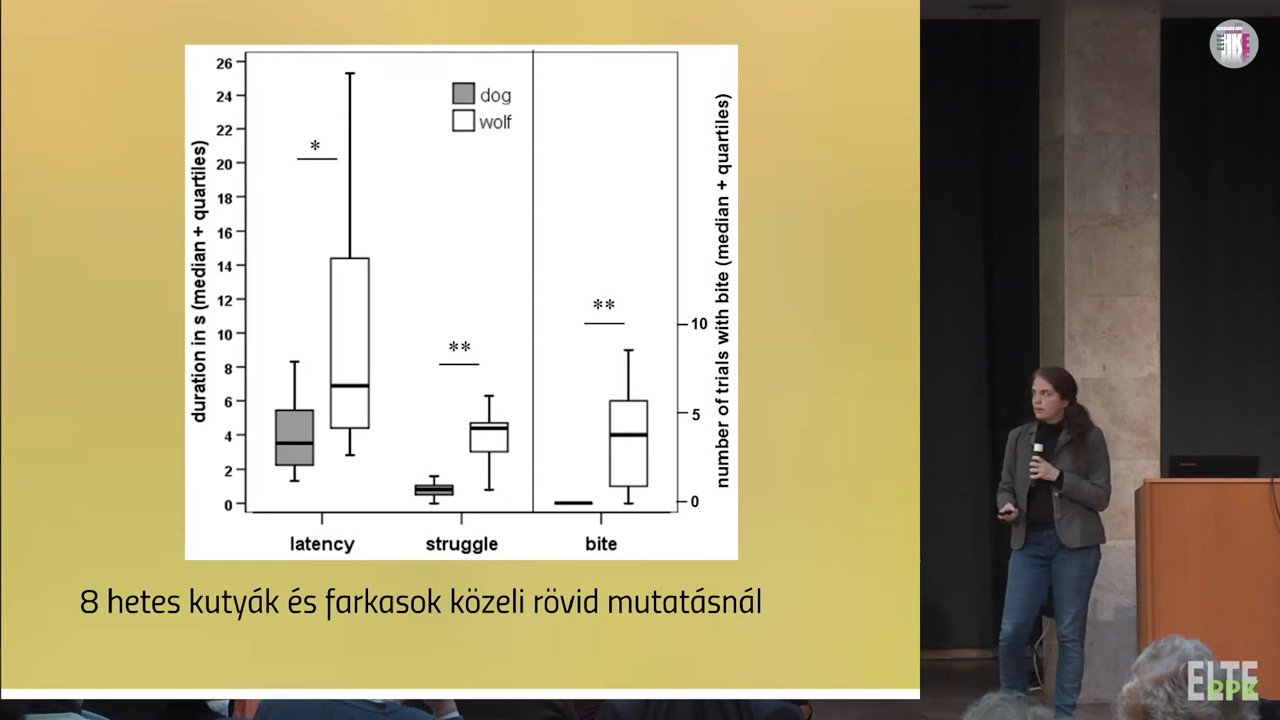 26
24
22
20
18
16
14
12
10
8
6
4
2
0
duration in s (median + quartiles)
dog
wolf
*
**
**
10
5
0
number of trials with bite (median + quartiles)
latency
struggle
bite
8 hetes kutyák és farkasok közeli rövid mutatásnál
ELTE
PPK